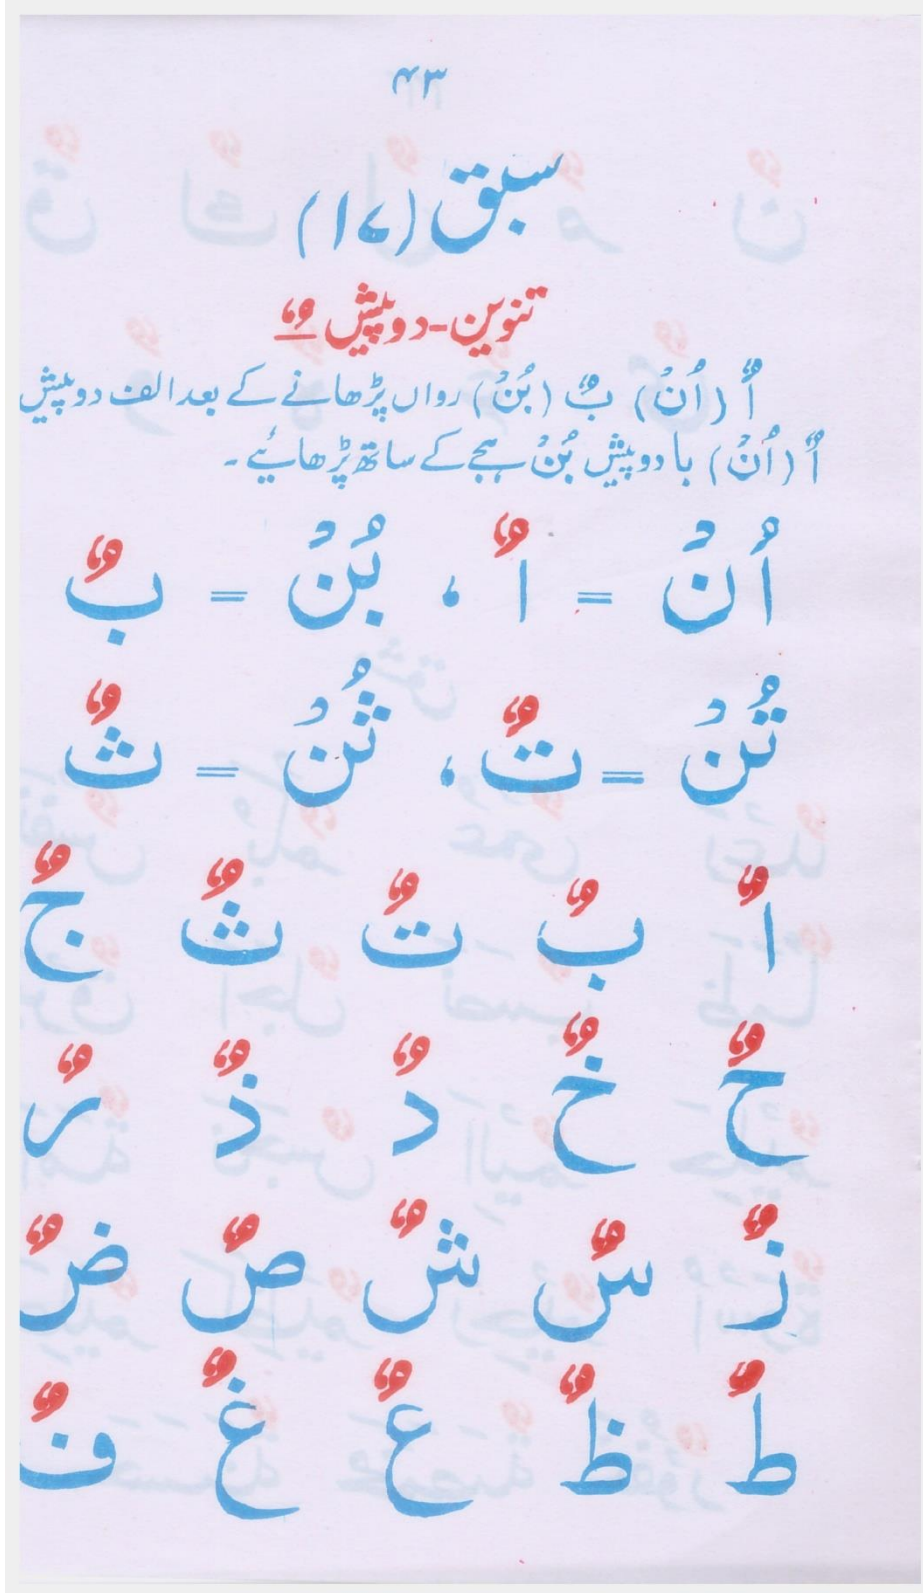 ۴۳
سبق (۱۷)
تنوین - دو پیش ـٌ
اٌ (اُنْ) بٌ (بُنْ) رواں پڑھانے کے بعد الف دو پیش
اٌ (اُنْ) با دو پیش بُنْ ہجے کے ساتھ پڑھائیے۔
اُنْ = اٌ ، بُنْ = بٌ
تُنْ = تٌ ، ثُنْ = ثٌ
اٌ بٌ تٌ ثٌ جٌ
حٌ خٌ دٌ ذٌ رٌ
زٌ سٌ شٌ صٌ ضٌ
طٌ ظٌ عٌ غٌ فٌ